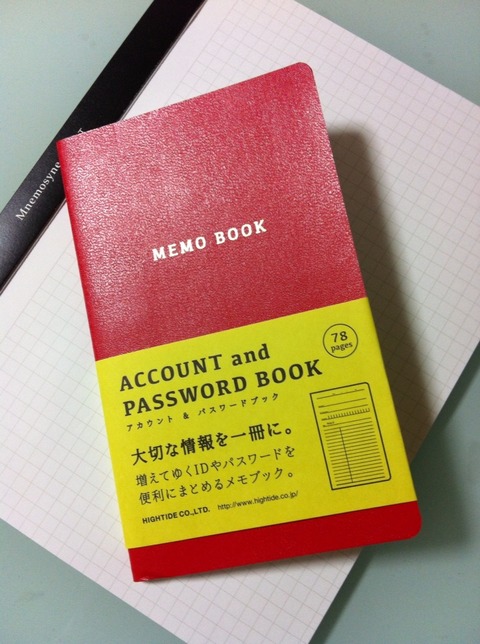 Mnemosyne
MEMO BOOK
78
pages
ACCOUNT and
PASSWORD BOOK
アカウント & パスワードブック
大切な情報を一冊に。
増えてゆくIDやパスワードを
便利にまとめるメモブック。
HIGHTIDE CO.,LTD. http://www.hightide.co.jp/